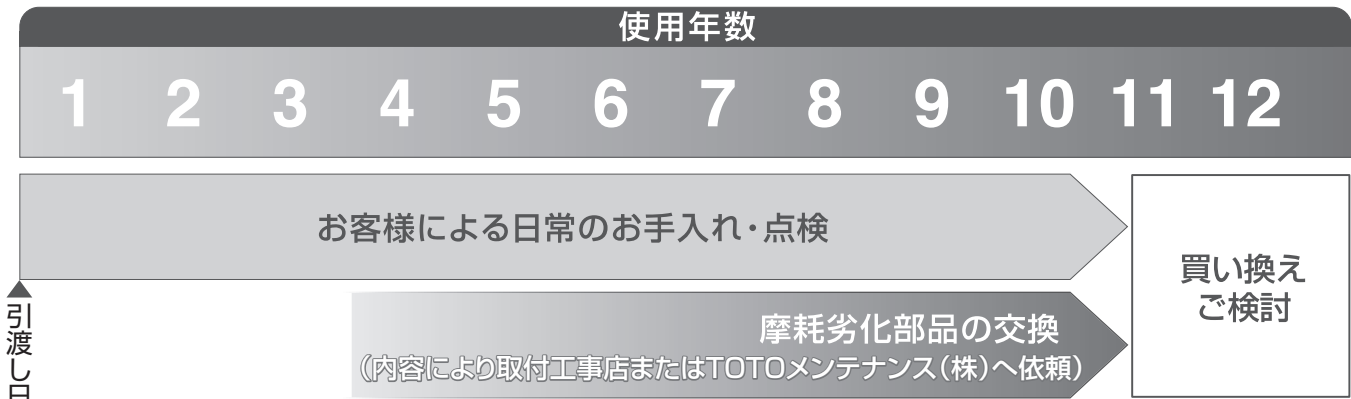 使用年数
1 2 3 4 5 6 7 8 9 10 11 12
お客様による日常のお手入れ・点検
買い換え
ご検討
引渡し日
摩耗劣化部品の交換
（内容により取付工事店またはTOTOメンテナンス（株）へ依頼）